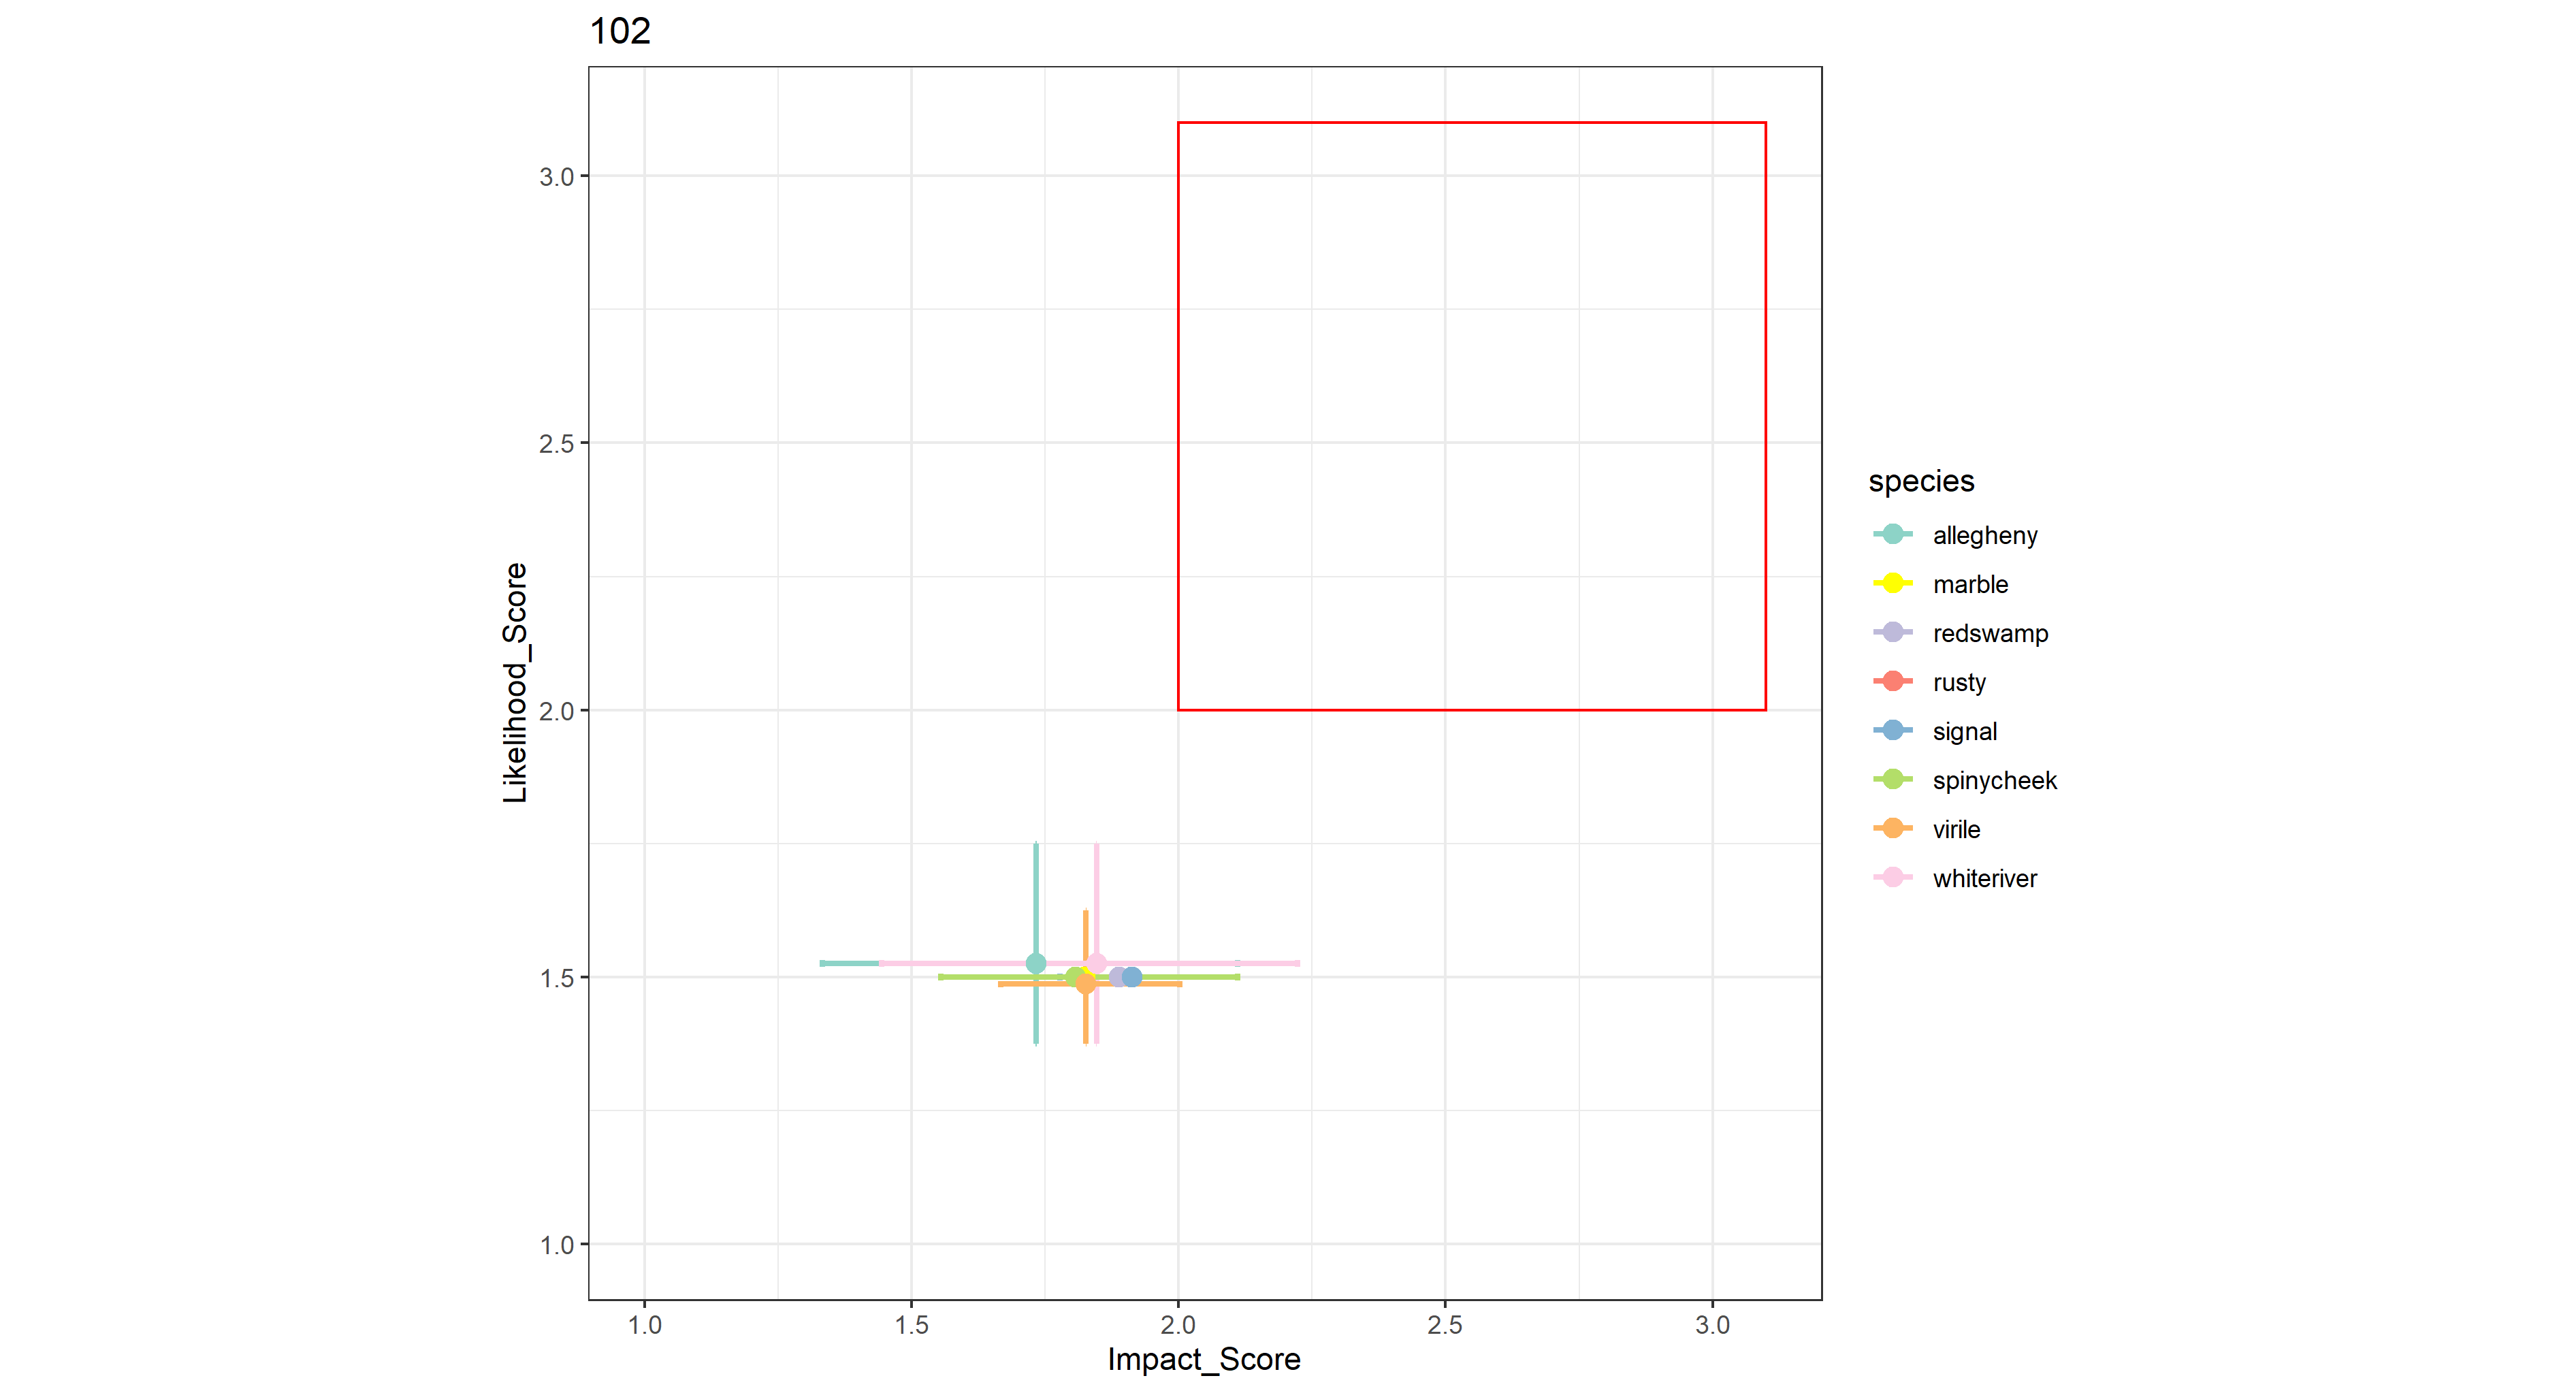 102
3.0
2.5
2.0
1.5
1.0
Likelihood_Score
1.0 1.5 2.0 2.5 3.0
Impact_Score
species
allegheny
marble
redswamp
rusty
signal
spinycheek
virile
whiteriver